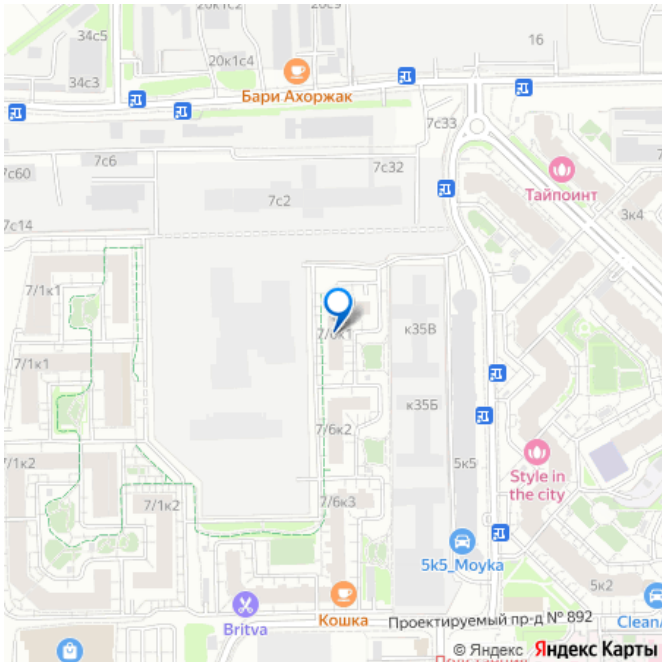 34с5
20к1с2
20с9
16
34с3
20к1с4
Бари Ахоржак
7с33
7с6
7с32
7с60
7с2
Тайпоинт
3к4
7с14
7/1к1
7/6к1
к35В
7/1к1
к35Б
7/6к2
7/1к2
5к5
Style in
the city
7/1к2
7/6к3
5k5_Moyka
5к2
Кошка
Britva
Проектируемый пр-д № 892
© Яндекс Яндекс Карты